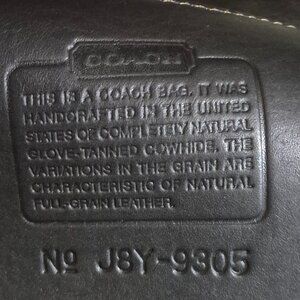 COACH
THIS IS A COACH BAG. IT WAS
HANDCRAFTED IN THE UNITED
STATES OF COMPLETELY NATURAL
GLOVE-TANNED COWHIDE. THE
VARIATIONS IN THE GRAIN ARE
CHARACTERISTIC OF NATURAL
FULL-GRAIN LEATHER.
Nº J8Y-9305